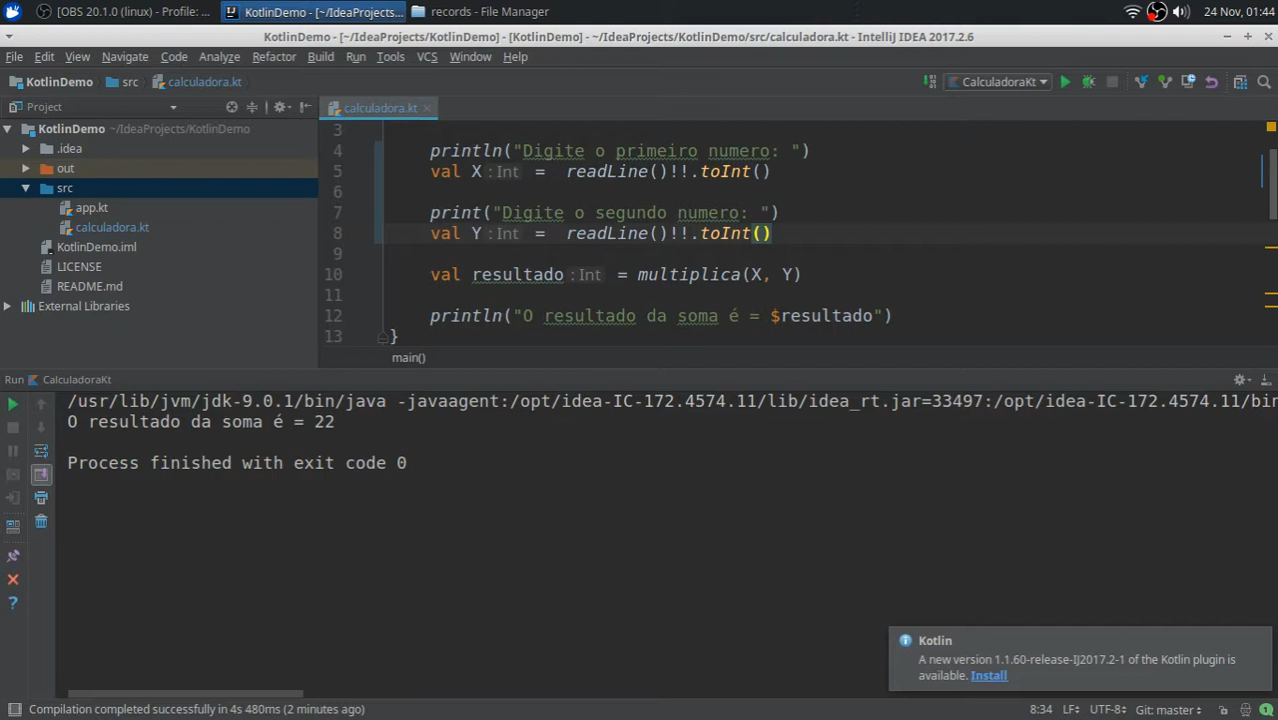 [OBS 20.1.0 (linux) - Profile: ...
KotlinDemo - [~/IdeaProjects...
records - File Manager
24 Nov, 01:44
KotlinDemo - [~/IdeaProjects/KotlinDemo] - [KotlinDemo] - ~/IdeaProjects/KotlinDemo/src/calculadora.kt - IntelliJ IDEA 2017.2.6
File Edit View Navigate Code Analyze Refactor Build Run Tools VCS Window Help
KotlinDemo src calculadora.kt
CalculadoraKt
Project
calculadora.kt
KotlinDemo ~/IdeaProjects/KotlinDemo
.idea
out
src
app.kt
calculadora.kt
KotlinDemo.iml
LICENSE
README.md
External Libraries
3
4 println("Digite o primeiro numero: ")
5 val X : Int = readLine()!!.toInt()
6
7 print("Digite o segundo numero: ")
8 val Y : Int = readLine()!!.toInt()
9
10 val resultado : Int = multiplica(X, Y)
11
12 println("O resultado da soma é = $resultado")
13 }
main()
Run CalculadoraKt
/usr/lib/jvm/jdk-9.0.1/bin/java -javaagent:/opt/idea-IC-172.4574.11/lib/idea_rt.jar=33497:/opt/idea-IC-172.4574.11/bin
O resultado da soma é = 22
Process finished with exit code 0
Kotlin
A new version 1.1.60-release-IJ2017.2-1 of the Kotlin plugin is
available. Install
Compilation completed successfully in 4s 480ms (2 minutes ago)
8:34 LF÷ UTF-8÷ Git: master÷
1